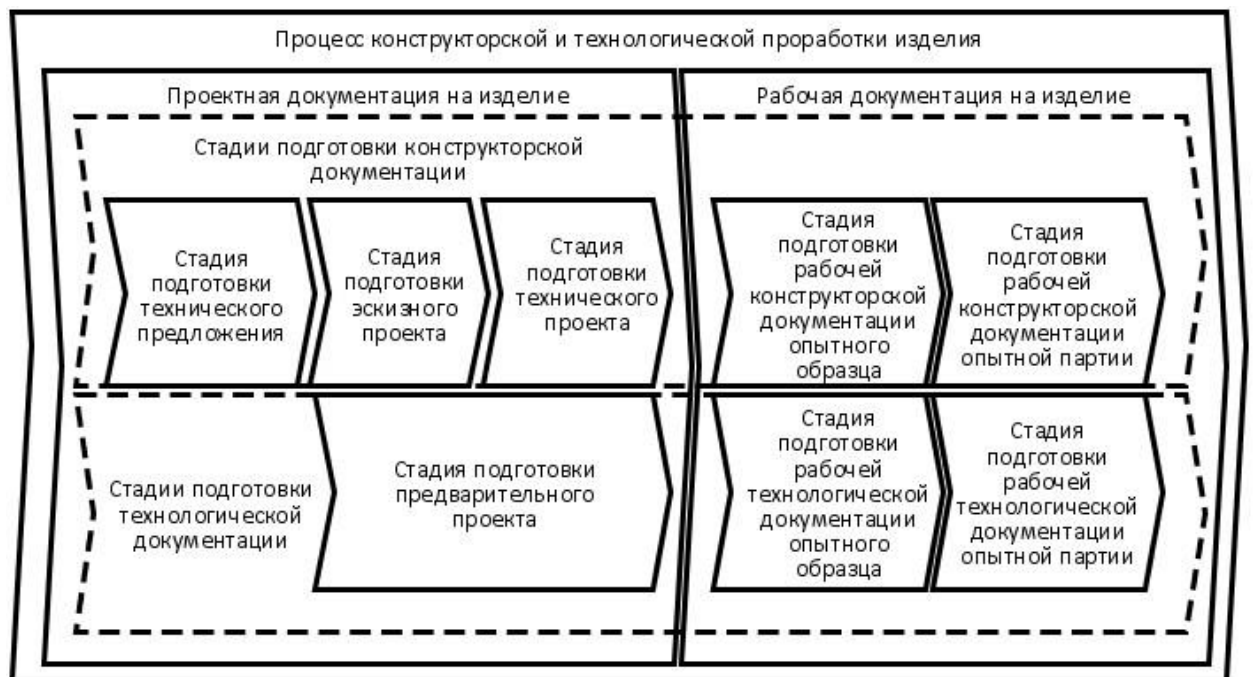 Процесс конструкторской и технологической проработки изделия
Проектная документация на изделие
Рабочая документация на изделие
Стадии подготовки конструкторской
документации
Стадия
подготовки
технического
предложения
Стадия
подготовки
эскизного
проекта
Стадия
подготовки
технического
проекта
Стадия
подготовки
рабочей
конструкторской
документации
опытного
образца
Стадия
подготовки
рабочей
конструкторской
документации
опытной партии
Стадии подготовки
технологической
документации
Стадия подготовки
предварительного
проекта
Стадия
подготовки
рабочей
технологической
документации
опытного
образца
Стадия
подготовки
рабочей
технологической
документации
опытной партии